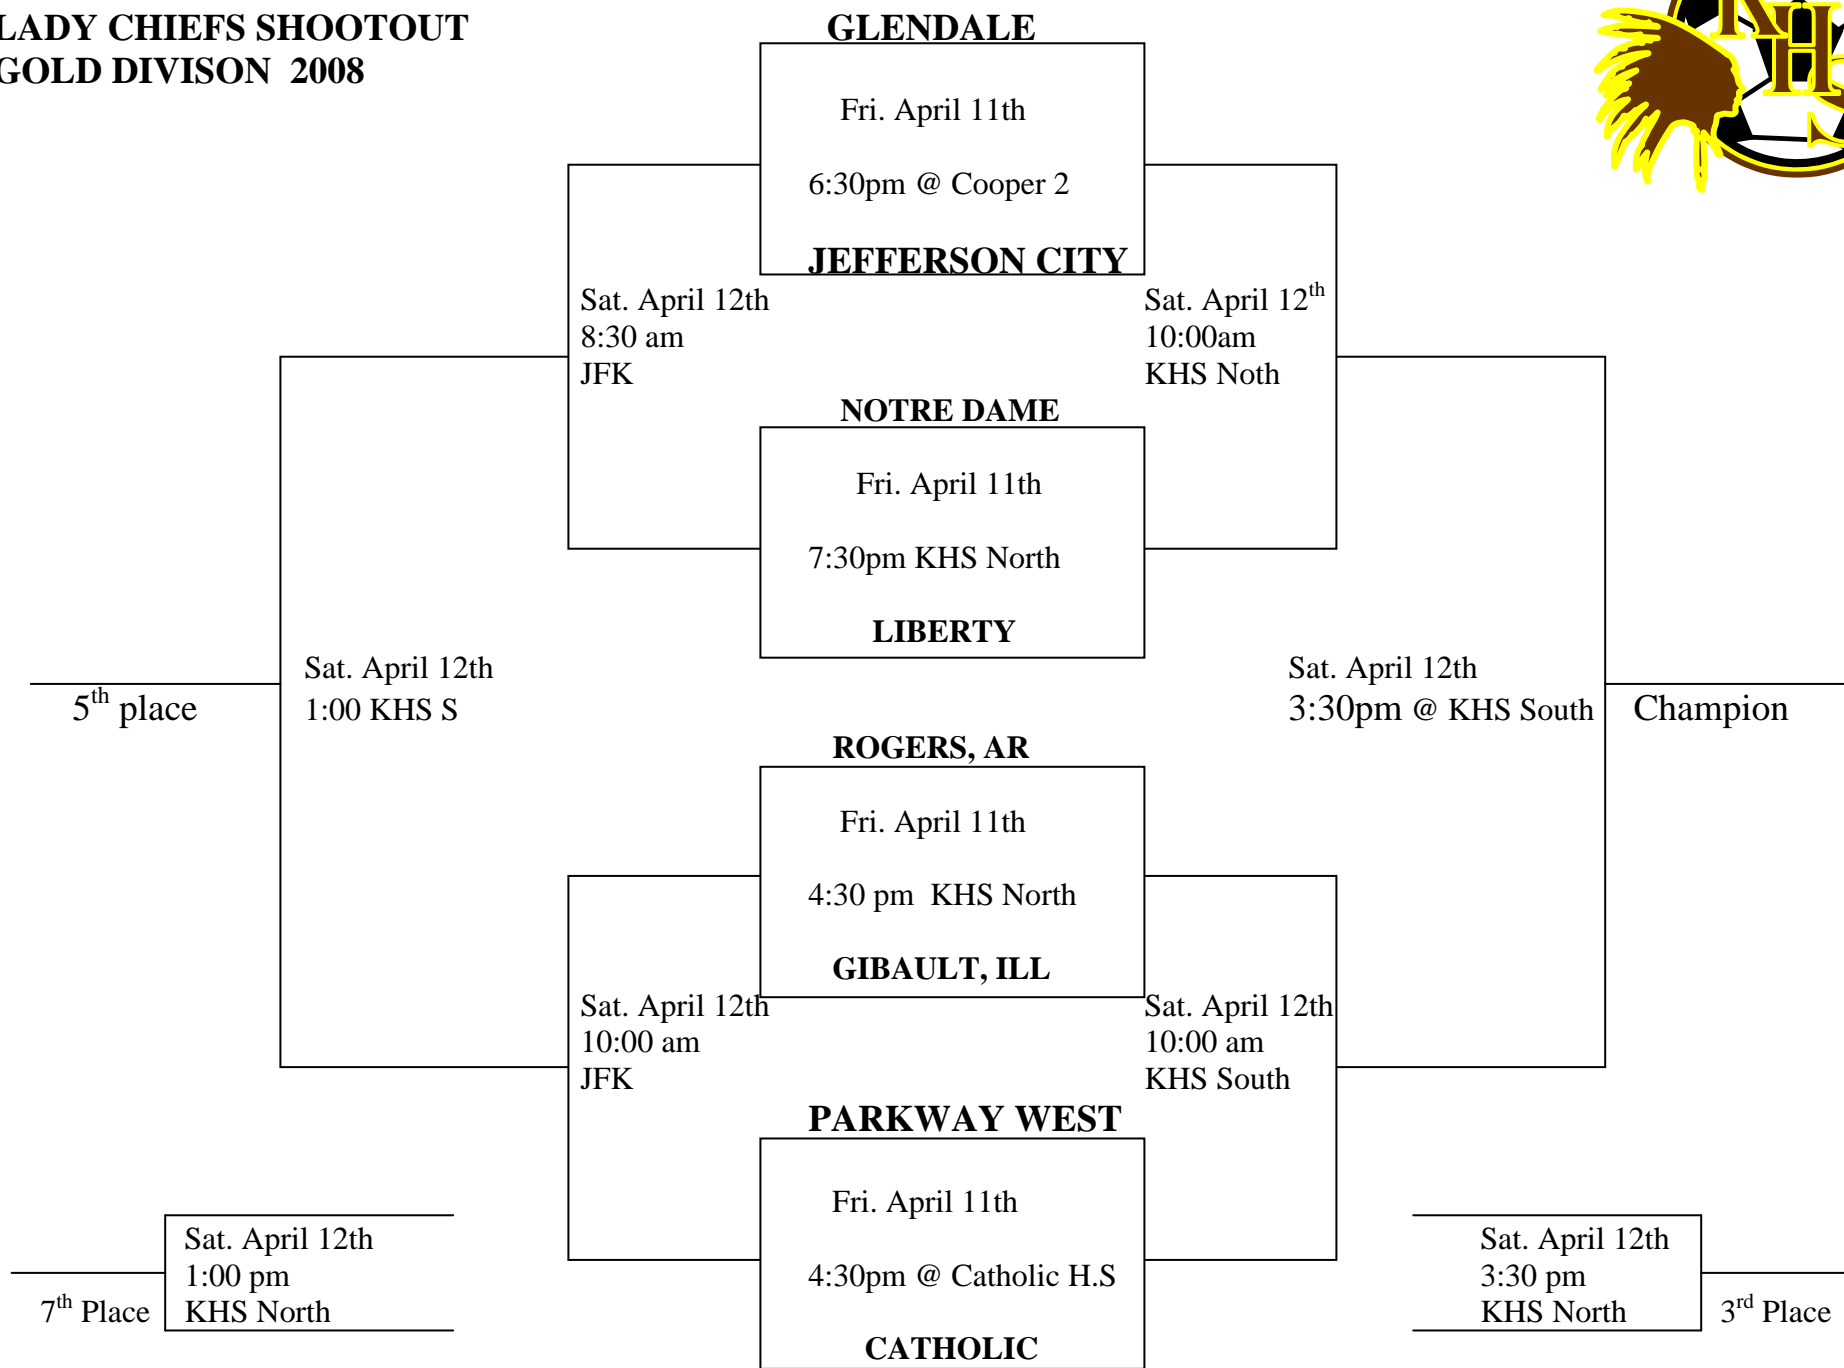 LADY CHIEFS SHOOTOUT
GOLD DIVISON 2008
KHS
GLENDALE
Fri. April 11th
6:30pm @ Cooper 2
JEFFERSON CITY
Sat. April 12th
8:30 am
JFK
Sat. April 12th
10:00am
KHS Noth
NOTRE DAME
Fri. April 11th
7:30pm KHS North
LIBERTY
5th place
Sat. April 12th
1:00 KHS S
Sat. April 12th
3:30pm @ KHS South
Champion
ROGERS, AR
Fri. April 11th
4:30 pm KHS North
GIBAULT, ILL
Sat. April 12th
10:00 am
JFK
Sat. April 12th
10:00 am
KHS South
PARKWAY WEST
Fri. April 11th
4:30pm @ Catholic H.S
CATHOLIC
Sat. April 12th
1:00 pm
KHS North
7th Place
Sat. April 12th
3:30 pm
KHS North
3rd Place